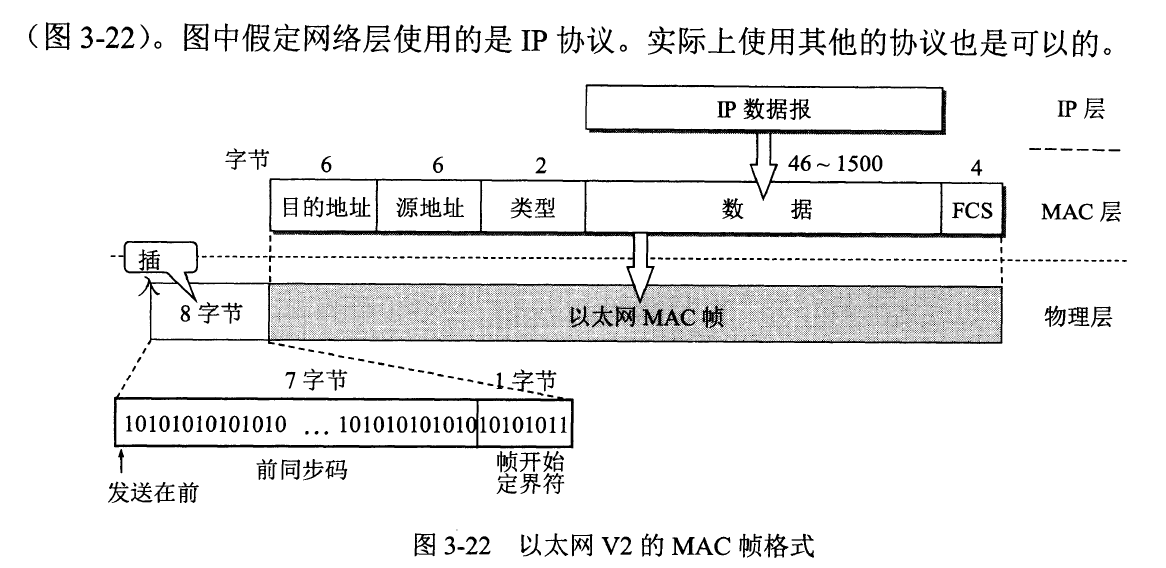 （图 3-22）。图中假定网络层使用的是 IP 协议。实际上使用其他的协议也是可以的。
IP 数据报
IP 层
字节 6 6 2 46 ~ 1500 4
目的地址 源地址 类型 数 据 FCS MAC 层
插
入
8 字节 以太网 MAC 帧 物理层
7 字节 1 字节
10101010101010 … 101010101010 10101011
前同步码 帧开始
定界符
发送在前
图 3-22 以太网 V2 的 MAC 帧格式